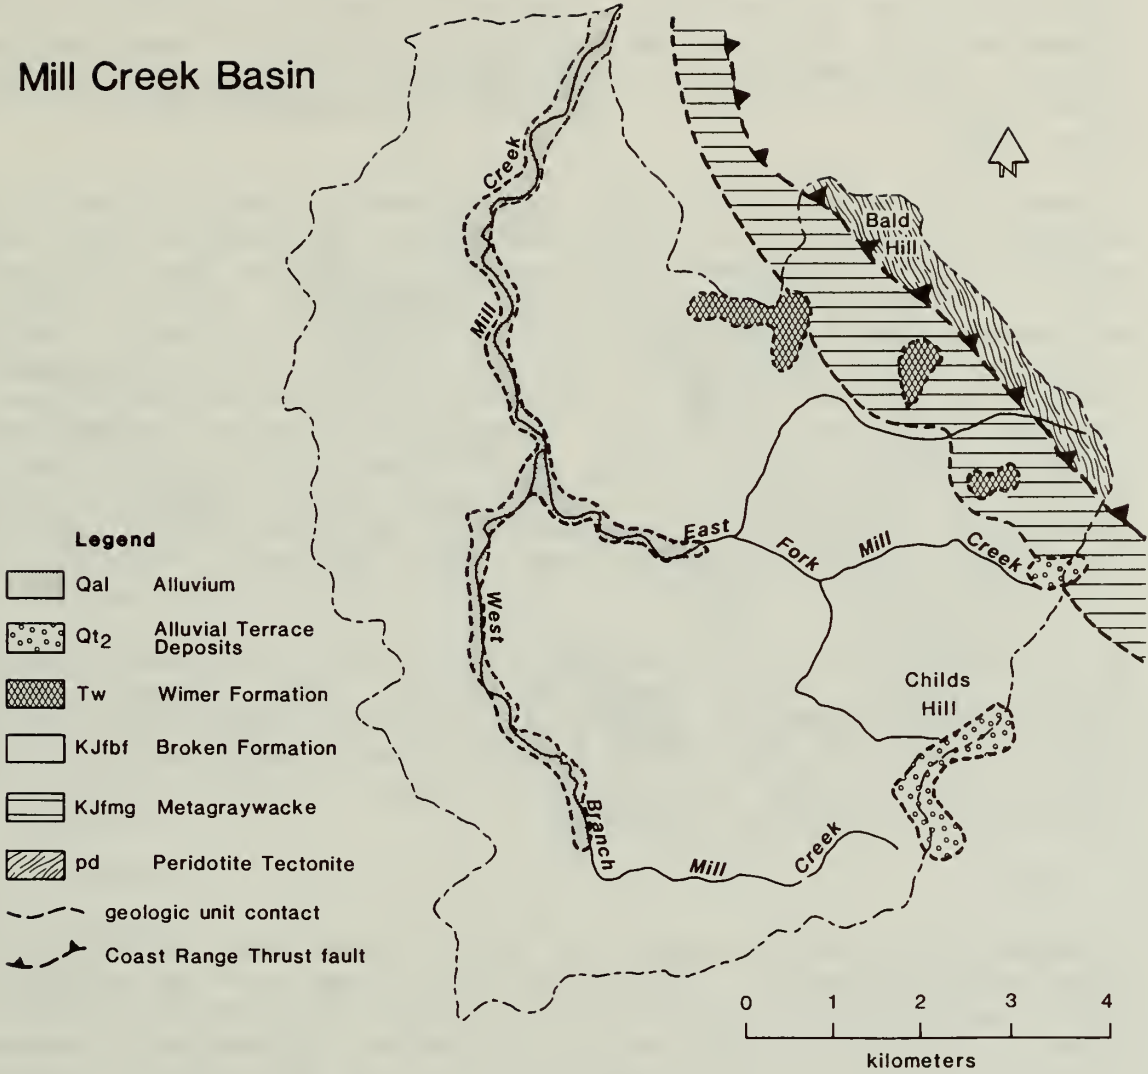 Mill Creek Basin
Creek
Mill
Bald
Hill
East
Fork
Mill
Creek
West
Childs
Hill
Branch
Mill
Creek
Legend
Qal Alluvium
Qt2 Alluvial Terrace
Deposits
Tw Wimer Formation
KJfbf Broken Formation
KJfmg Metagraywacke
pd Peridotite Tectonite
geologic unit contact
Coast Range Thrust fault
0 1 2 3 4
kilometers